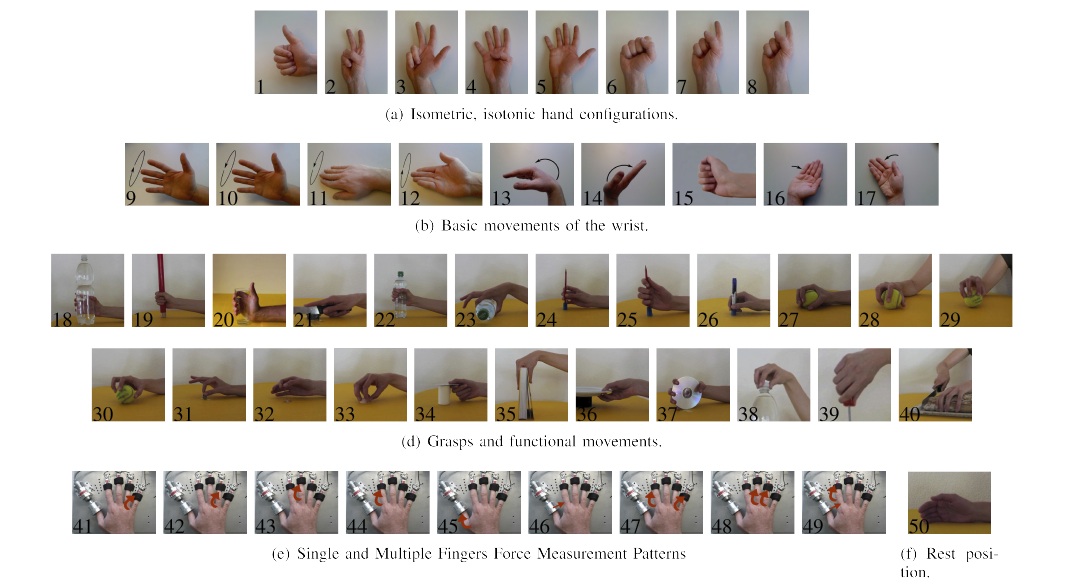 1 2 3 4 5 6 7 8
(a) Isometric, isotonic hand configurations.
9 10 11 12 13 14 15 16 17
(b) Basic movements of the wrist.
18 19 20 21 22 23 24 25 26 27 28 29
30 31 32 33 34 35 36 37 38 39 40
(d) Grasps and functional movements.
41 42 43 44 45 46 47 48 49 50
(e) Single and Multiple Fingers Force Measurement Patterns
(f) Rest posi-
tion.